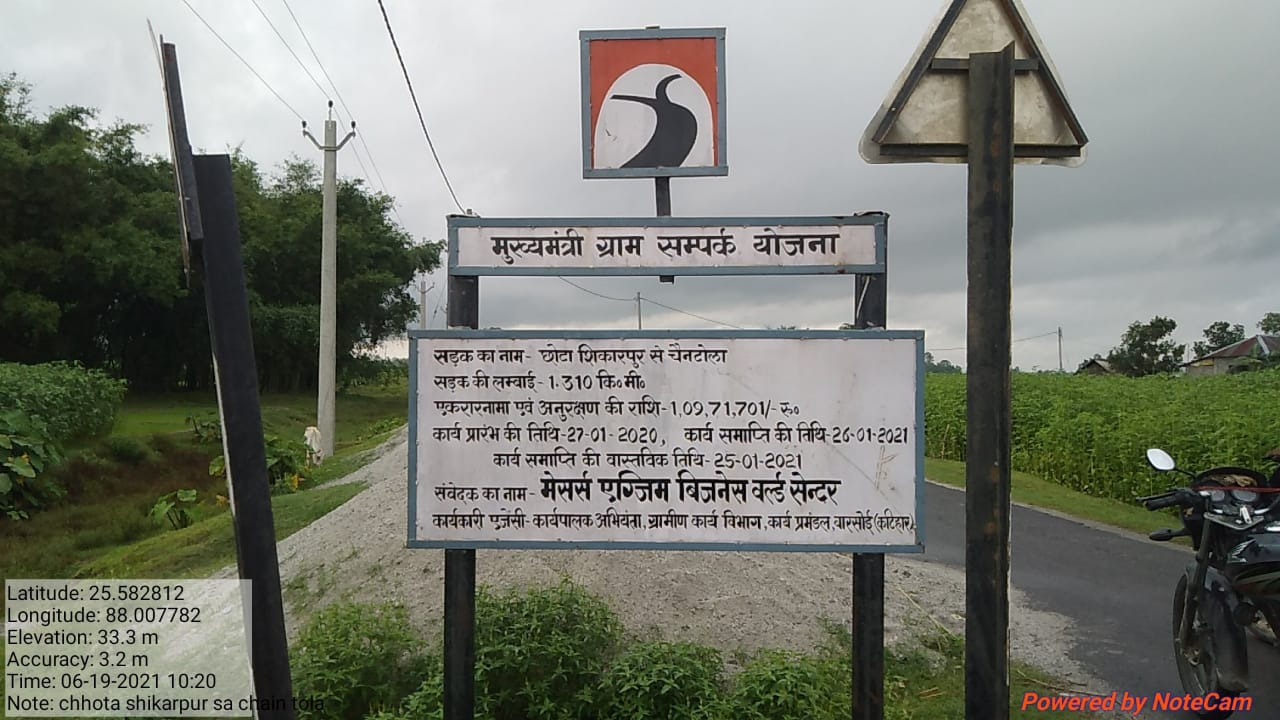 मुख्यमंत्री ग्राम सम्पर्क योजना
सड़क का नाम- छोटा शिकारपुर से चैनटोला
सड़क की लम्बाई-1.310 कि॰मी॰
एकरारनामा एवं अनुरक्षण की राशि-1,09,71,701/-रु॰
कार्य प्रारंभ की तिथि-27-01-2020, कार्य समाप्ति की तिथि-26-01-2021
कार्य समाप्ति की वास्तविक तिथि-25-01-2021
संवेदक का नाम- मेसर्स एग्जिम बिजनेस वर्ल्ड सेन्टर
कार्यकारी एजेंसी-कार्यपालक अभियंता,ग्रामीण कार्य विभाग,कार्य प्रमंडल,बारसोई(कटिहार)
Latitude: 25.582812
Longitude: 88.007782
Elevation: 33.3 m
Accuracy: 3.2 m
Time: 06-19-2021 10:20
Note: chhota shikarpur sa chain tola
Powered by NoteCam